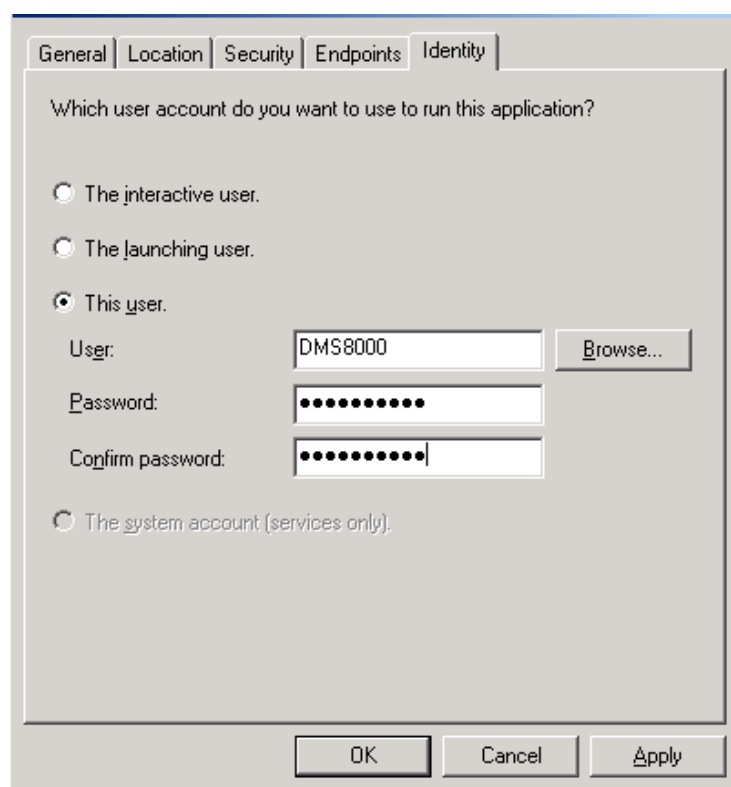 General Location Security Endpoints Identity
Which user account do you want to use to run this application?
The interactive user.
The launching user.
This user.
User: DMS8000 Browse...
Password: ●●●●●●●●●●
Confirm password: ●●●●●●●●●●
The system account (services only).
OK Cancel Apply